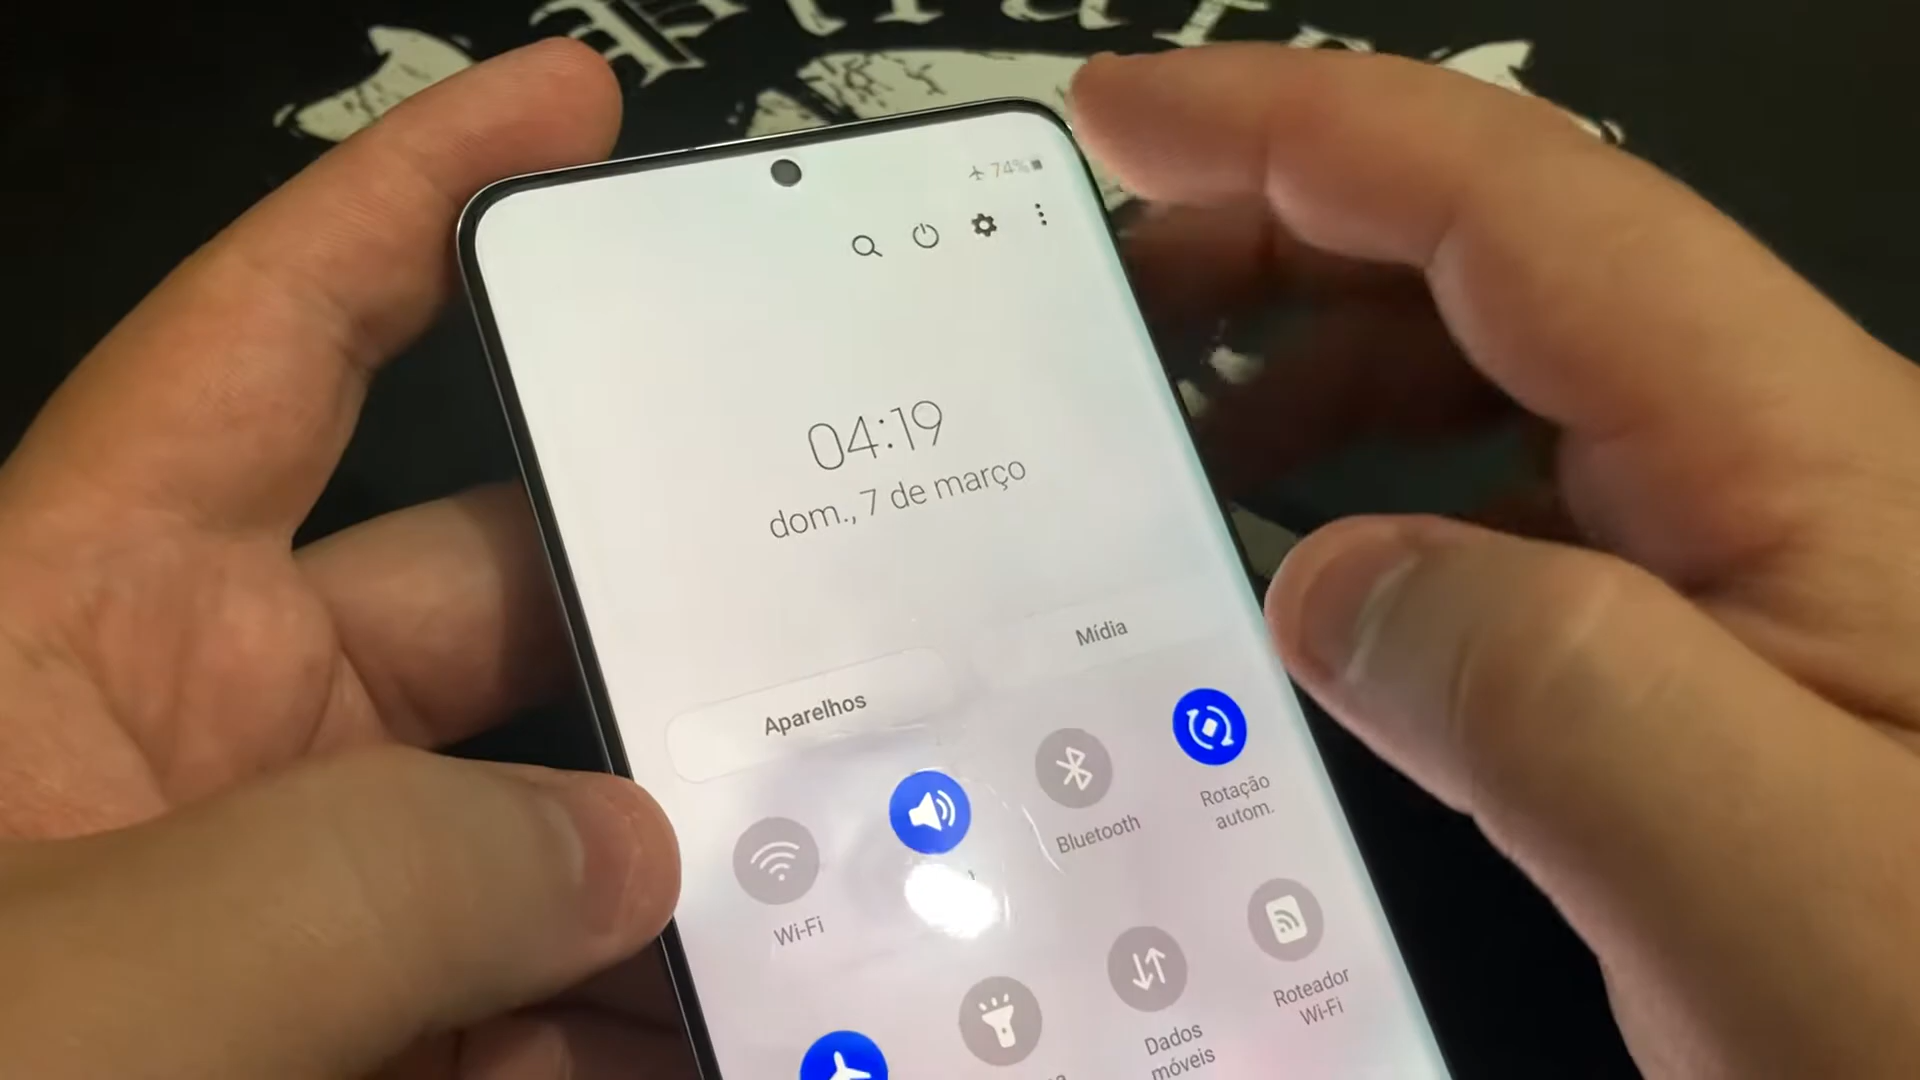 74%
04:19
dom., 7 de março
Aparelhos
Mídia
Wi-Fi
Bluetooth
Rotação
autom.
Dados
móveis
Roteador
Wi-Fi